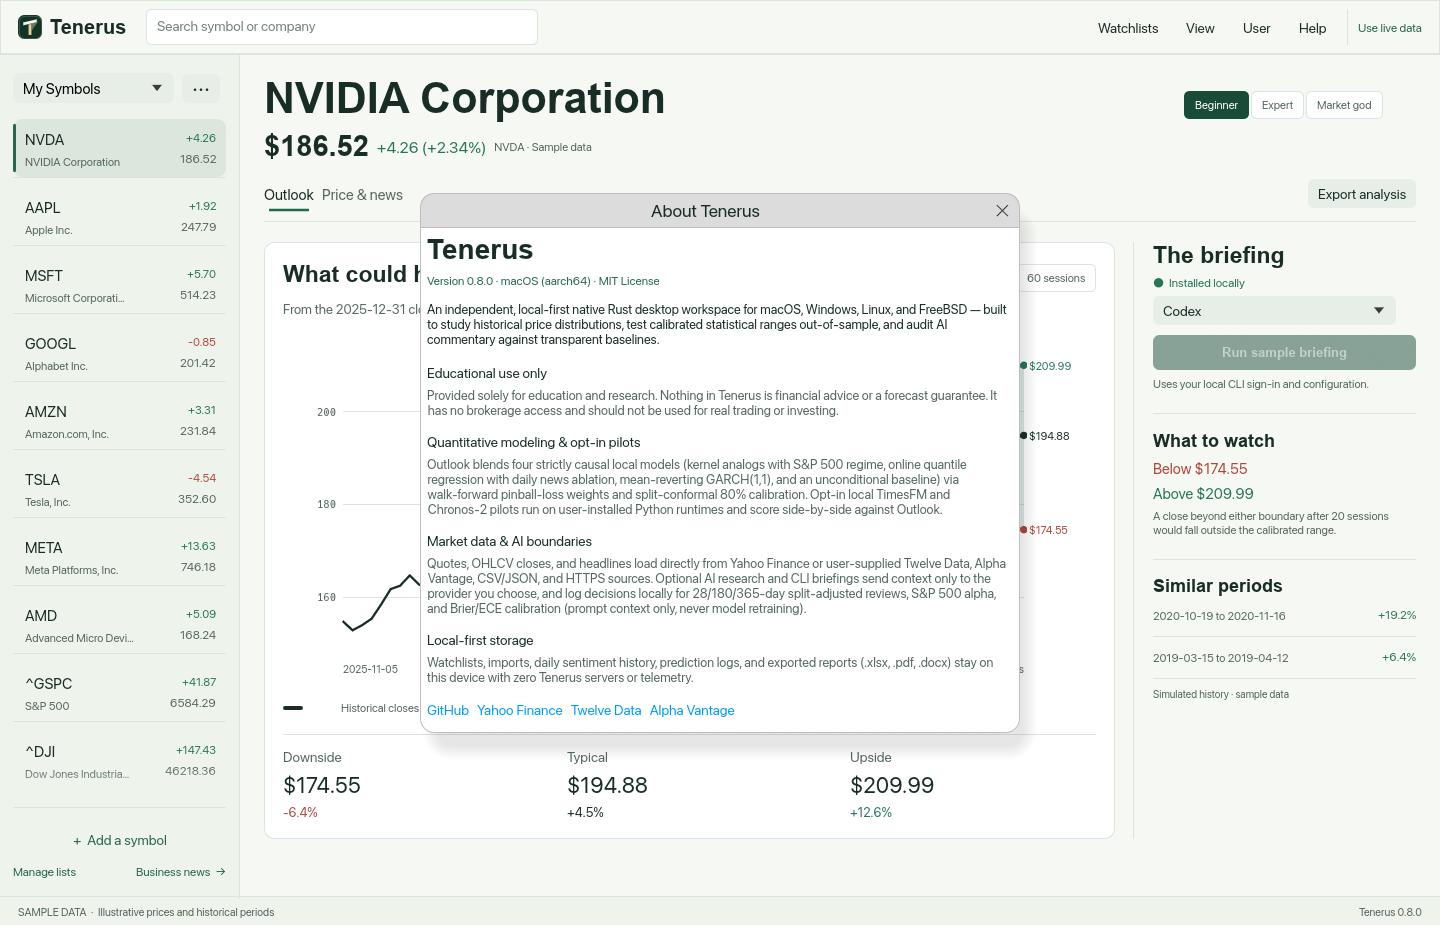 Tenerus
Search symbol or company
Watchlists View User Help Use live data
My Symbols ...
NVDA +4.26
NVIDIA Corporation 186.52
AAPL +1.92
Apple Inc. 247.79
MSFT +5.70
Microsoft Corporati... 514.23
GOOGL -0.85
Alphabet Inc. 201.42
AMZN +3.31
Amazon.com, Inc. 231.84
TSLA -4.54
Tesla, Inc. 352.60
META +13.63
Meta Platforms, Inc. 746.18
AMD +5.09
Advanced Micro Devi... 168.24
^GSPC +41.87
S&P 500 6584.29
^DJI +147.43
Dow Jones Industria... 46218.36
+ Add a symbol
Manage lists Business news →
NVIDIA Corporation
$186.52 +4.26 (+2.34%) NVDA · Sample data
Beginner Expert Market god
Outlook Price & news
Export analysis
What could h
60 sessions
From the 2025-12-31 clo
200
180
160
$209.99
$194.88
$174.55
2025-11-05
s
Historical closes
Downside Typical Upside
$174.55 $194.88 $209.99
-6.4% +4.5% +12.6%
About Tenerus
Tenerus
Version 0.8.0 · macOS (aarch64) · MIT License
An independent, local-first native Rust desktop workspace for macOS, Windows, Linux, and FreeBSD — built
to study historical price distributions, test calibrated statistical ranges out-of-sample, and audit AI
commentary against transparent baselines.
Educational use only
Provided solely for education and research. Nothing in Tenerus is financial advice or a forecast guarantee. It
has no brokerage access and should not be used for real trading or investing.
Quantitative modeling & opt-in pilots
Outlook blends four strictly causal local models (kernel analogs with S&P 500 regime, online quantile
regression with daily news ablation, mean-reverting GARCH(1,1), and an unconditional baseline) via
walk-forward pinball-loss weights and split-conformal 80% calibration. Opt-in local TimesFM and
Chronos-2 pilots run on user-installed Python runtimes and score side-by-side against Outlook.
Market data & AI boundaries
Quotes, OHLCV closes, and headlines load directly from Yahoo Finance or user-supplied Twelve Data, Alpha
Vantage, CSV/JSON, and HTTPS sources. Optional AI research and CLI briefings send context only to the
provider you choose, and log decisions locally for 28/180/365-day split-adjusted reviews, S&P 500 alpha,
and Brier/ECE calibration (prompt context only, never model retraining).
Local-first storage
Watchlists, imports, daily sentiment history, prediction logs, and exported reports (.xlsx, .pdf, .docx) stay on
this device with zero Tenerus servers or telemetry.
GitHub Yahoo Finance Twelve Data Alpha Vantage
The briefing
Installed locally
Codex
Run sample briefing
Uses your local CLI sign-in and configuration.
What to watch
Below $174.55
Above $209.99
A close beyond either boundary after 20 sessions
would fall outside the calibrated range.
Similar periods
2020-10-19 to 2020-11-16 +19.2%
2019-03-15 to 2019-04-12 +6.4%
Simulated history · sample data
SAMPLE DATA · Illustrative prices and historical periods
Tenerus 0.8.0